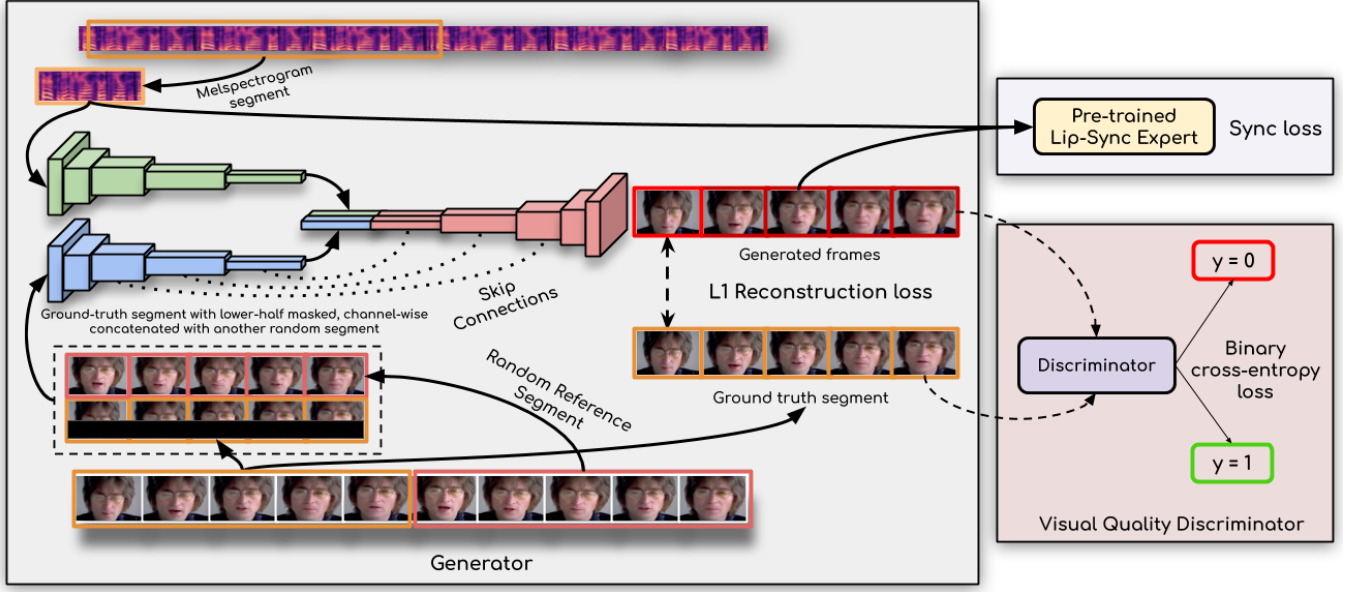 Melspectrogram
segment
Pre-trained
Lip-Sync Expert
Sync loss
Generated frames
L1 Reconstruction loss
Skip
Connections
Ground-truth segment with lower-half masked, channel-wise
concatenated with another random segment
Random Reference
Segment
Ground truth segment
Generator
y = 0
Discriminator
Binary
cross-entropy
loss
y = 1
Visual Quality Discriminator